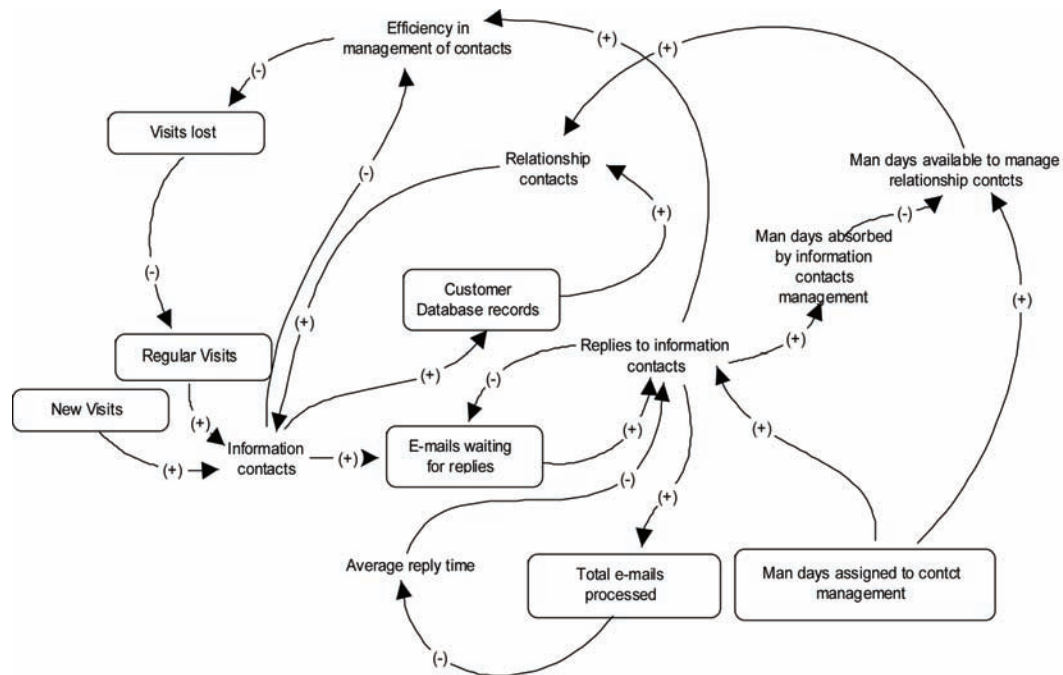 Efficiency in
management of contacts
(+)
(+)
(-)
Visits lost
(-)
Relationship
contacts
Man days available to manage
relationship contcts
(+)
(-)
Man days absorbed
by information
contacts
management
(-)
Customer
Database records
(+)
(+)
(+)
Regular Visits
Replies to information
contacts
(+)
(-)
New Visits
(+)
(+)
(+)
Information
contacts
(+)
E-mails waiting
for replies
(+)
(-)
(+)
Average reply time
Total e-mails
processed
Man days assigned to contct
management
(-)